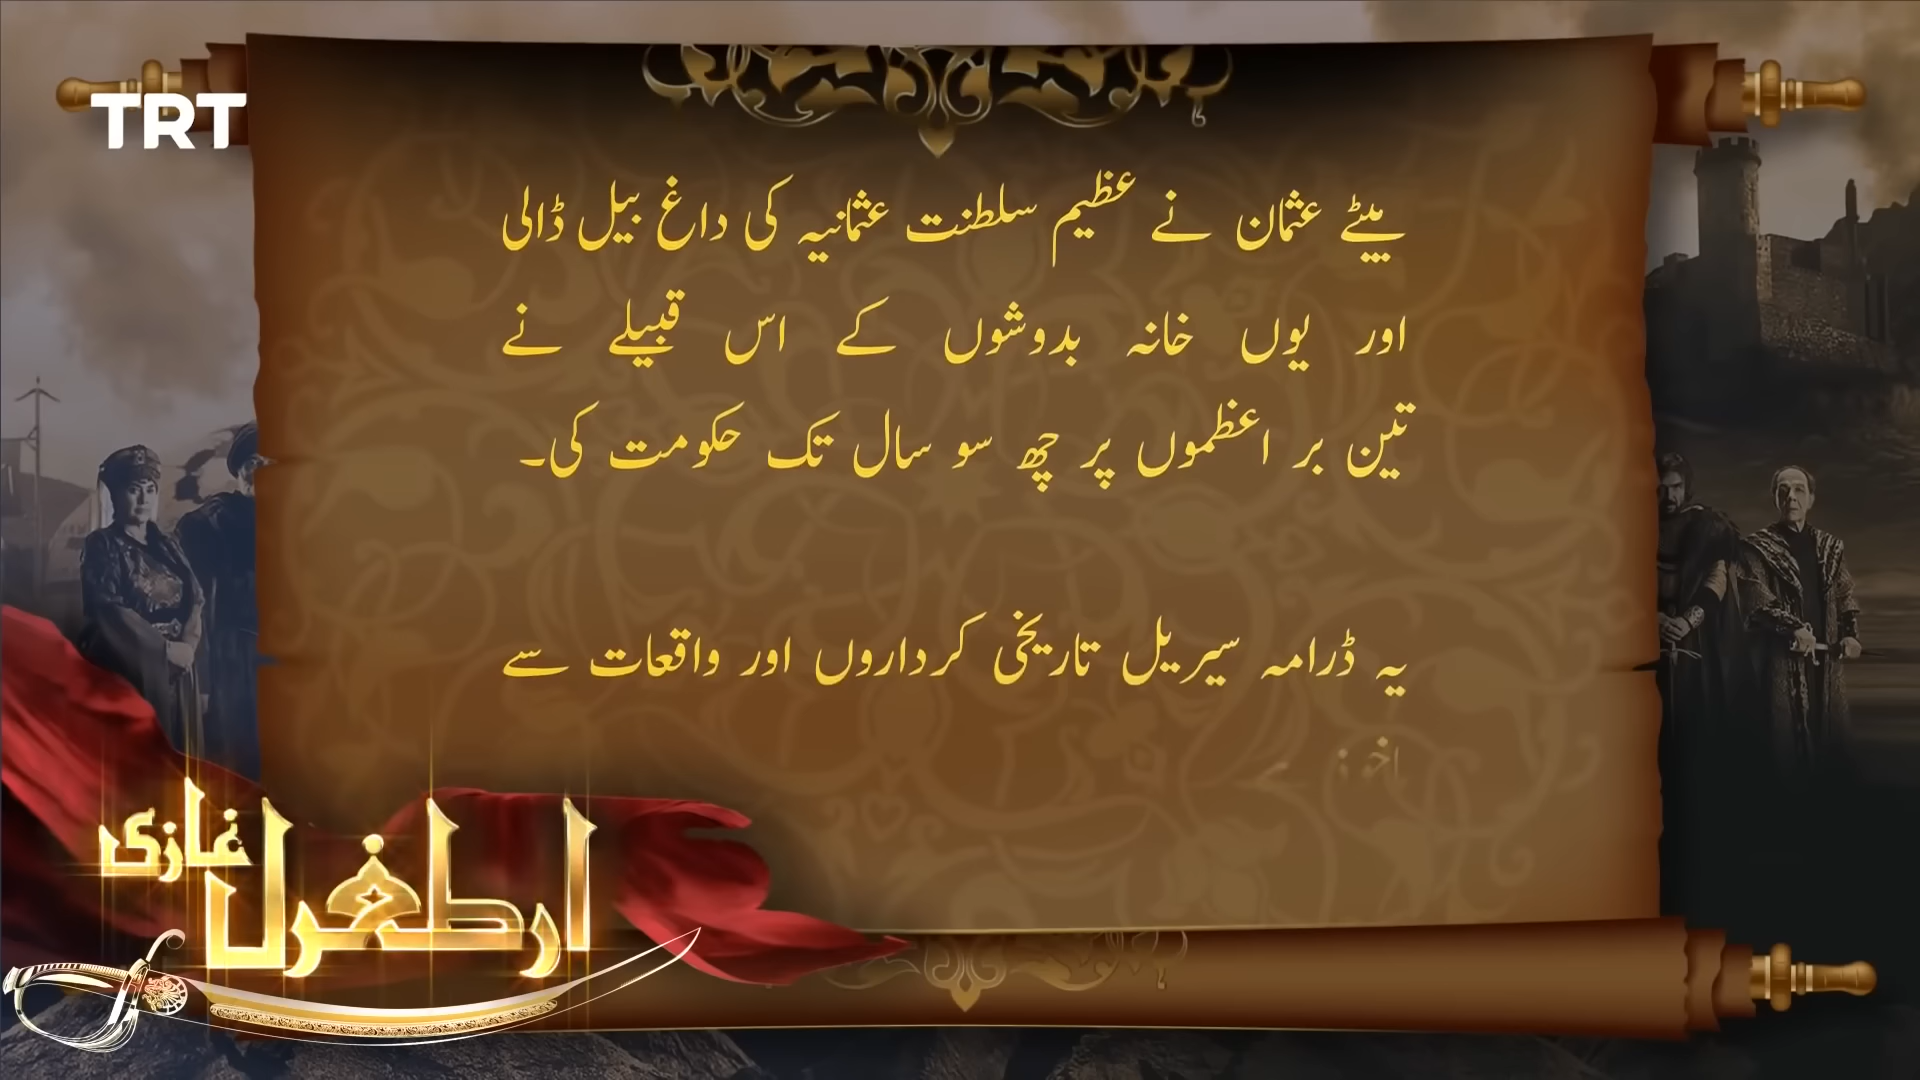 TRT
بیٹے عثمان نے عظیم سلطنت عثمانیہ کی داغ بیل ڈالی
اور یوں خانہ بدوشوں کے اس قبیلے نے
تین بر اعظموں پر چھ سو سال تک حکومت کی۔
یہ ڈرامہ سیریل تاریخی کرداروں اور واقعات سے
ارطغرل غازی